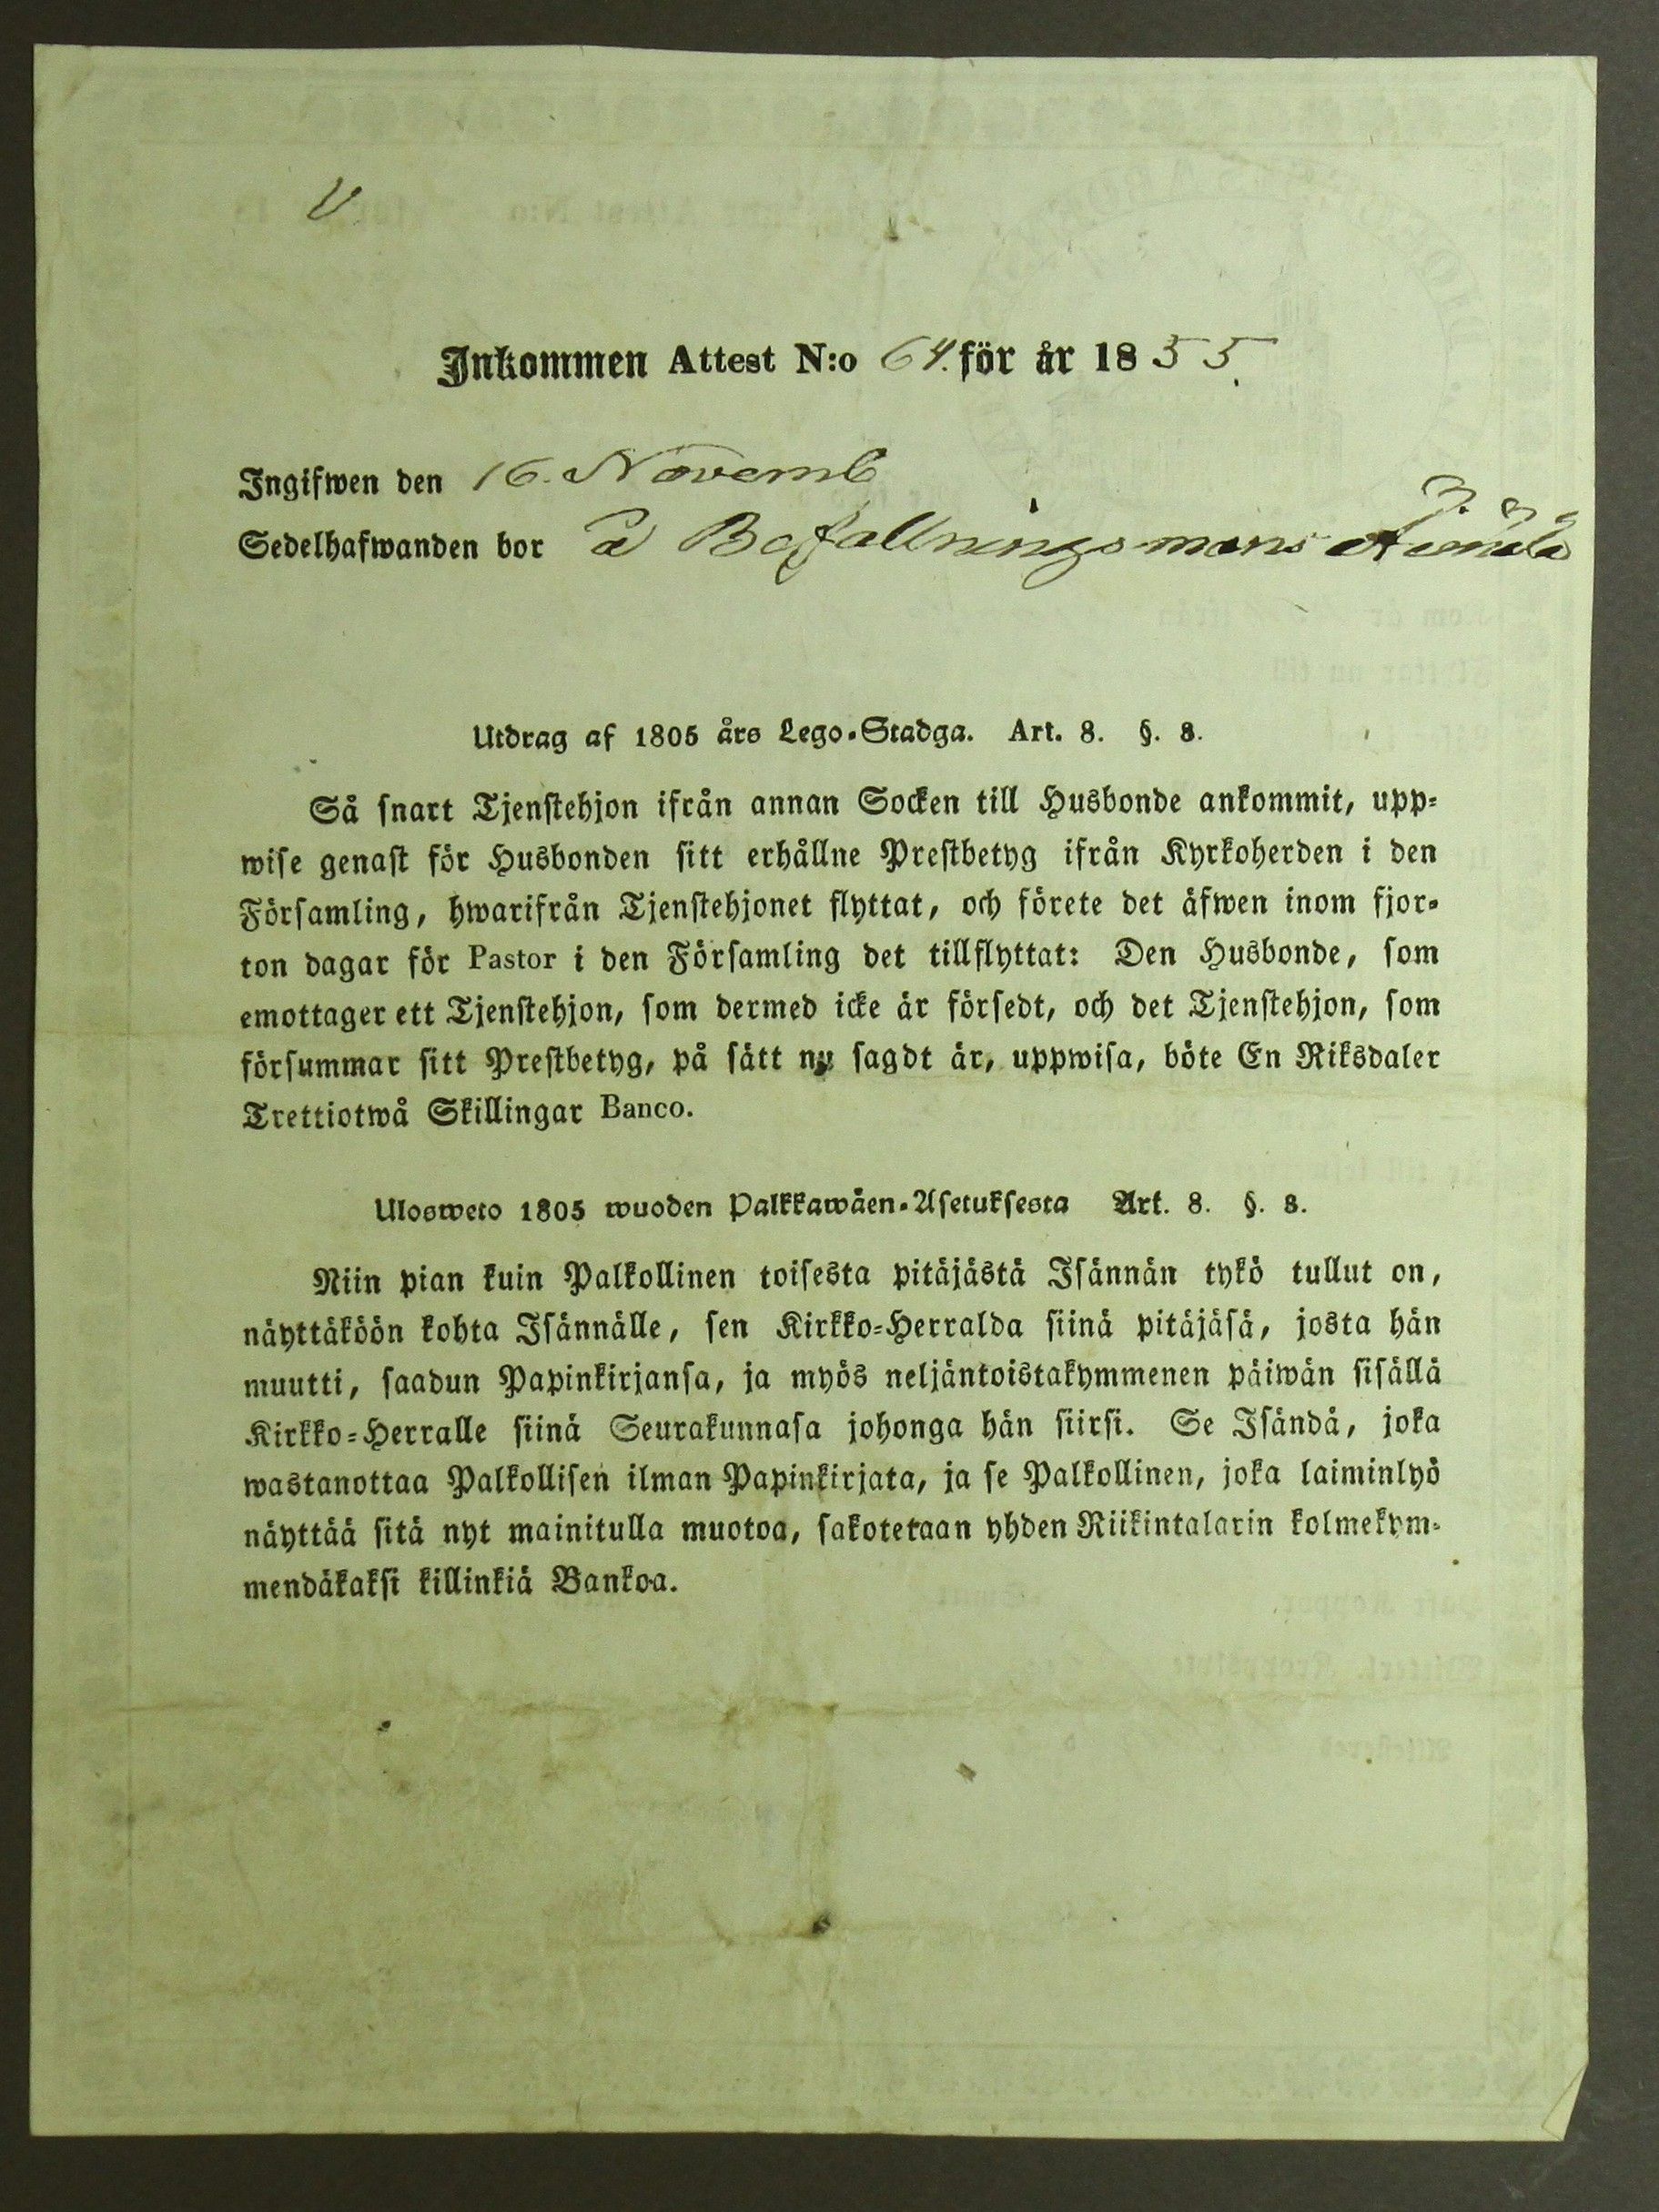 Inkommen Attest N:o 64. för år 1855.
Ingifwen den 16. Novemb
Sedelhafwanden bor å Befallningsmans
Utdrag af 1805 års Lego-Stadga. Art. 8. §. 8.
Så snart Tjenstehjon ifrån annan Socken till Husbonde ankommit, upp-
wise genast för Husbonden sitt erhållne Prestbetyg ifrån Kyrkoherden i den
Församling, hwarifrån Tjenstehjonet flyttat, och förete det äfwen inom fjor-
ton dagar för Pastor i den Församling det tillflyttat: Den Husbonde, som
emottager ett Tjenstehjon, som dermed icke är försedt, och det Tjenstehjon, som
försummar sitt Prestbetyg, på sätt nu sagdt är, uppwisa, böte En Riksdaler
Trettiotwå Skillingar Banco.
Ulosweto 1805 wuoden Palkkawäen-Asetuksesta Art. 8. §. 8.
Niin pian kuin Palkollinen toisesta pitäjästä Isännän tykö tullut on,
näyttäköön kohta Isännälle, sen Kirkko-Herralda siinä pitäjäsä, josta hän
muutti, saadun Papinkirjansa, ja myös neljäntoistakymmenen päiwän sisällä
Kirkko-Herralle siinä Seurakunnasa johonga hän siirsi. Se Isändä, joka
wastanottaa Palkollisen ilman Papinkirjata, ja se Palkollinen, joka laiminlyö
näyttää sitä nyt mainitulla muotoa, sakotetaan yhden Riikintalarin kolmekym-
mendäkaksi killinkiä Bankoa.